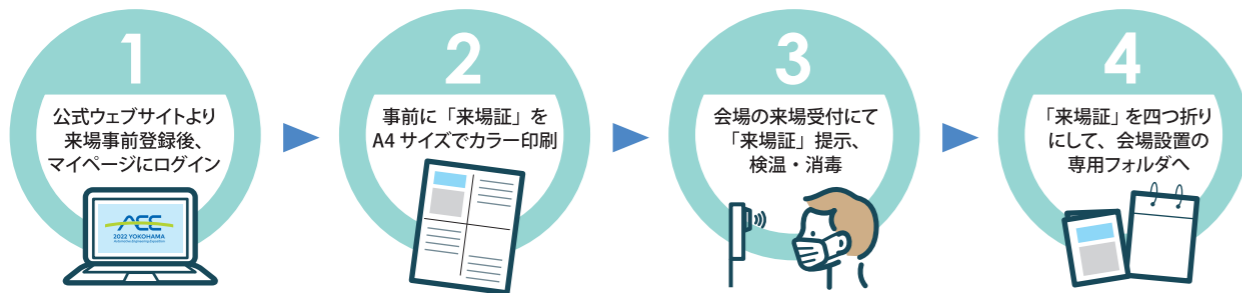 1
公式ウェブサイトより
来場事前登録後、
マイページにログイン
2022 YOKOHAMA
Automotive Engineering Exposition
2
事前に「来場証」を
A4 サイズでカラー印刷
3
会場の来場受付にて
「来場証」提示、
検温・消毒
4
「来場証」を四つ折り
にして、会場設置の
専用フォルダへ